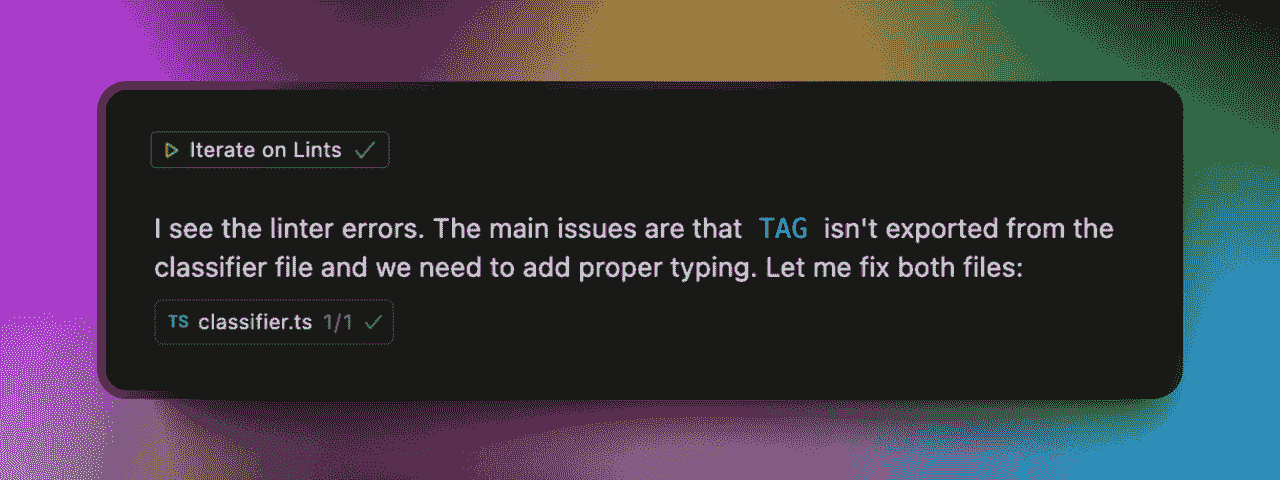 Iterate on Lints
I see the linter errors. The main issues are that TAG isn't exported from the
classifier file and we need to add proper typing. Let me fix both files:
TS classifier.ts 1/1